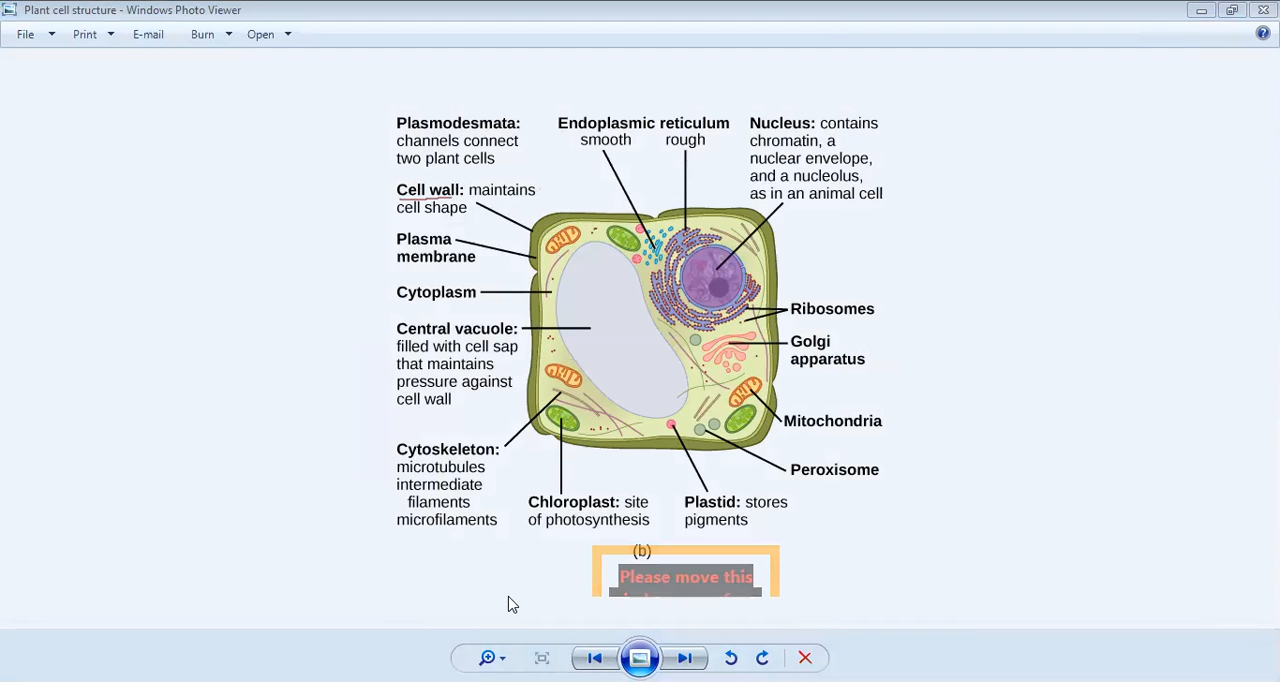 Plant cell structure - Windows Photo Viewer
File Print E-mail Burn Open
Plasmodesmata:
channels connect
two plant cells
Endoplasmic reticulum
smooth rough
Nucleus: contains
chromatin, a
nuclear envelope,
and a nucleolus,
as in an animal cell
Cell wall: maintains
cell shape
Plasma
membrane
Cytoplasm
Central vacuole:
filled with cell sap
that maintains
pressure against
cell wall
Ribosomes
Golgi
apparatus
Mitochondria
Peroxisome
Cytoskeleton:
microtubules
intermediate
filaments
microfilaments
Chloroplast: site
of photosynthesis
Plastid: stores
pigments
(b)
Please move this